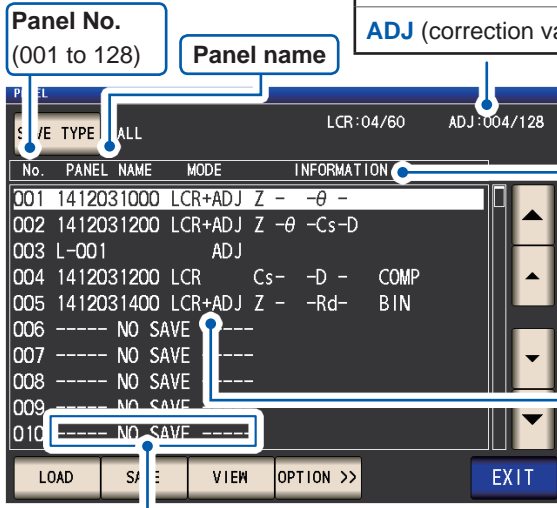 Panel No.
(001 to 128)
Panel name
ADJ (correction
LCR:04/60 ADJ:004/128
TYPE ALL
No. PANEL NAME MODE INFORMATION
001 1412031000 LCR+ADJ Z - -θ -
002 1412031200 LCR+ADJ Z -θ -Cs-D
003 L-001 ADJ
004 1412031200 LCR Cs- -D - COMP
005 1412031400 LCR+ADJ Z - -Rd- BIN
006 ----- NO SAVE -----
007 ----- NO SAVE -----
008 ----- NO SAVE -----
009 ----- NO SAVE -----
010 ----- NO SAVE -----
LOAD SAVE VIEW OPTION >> EXIT